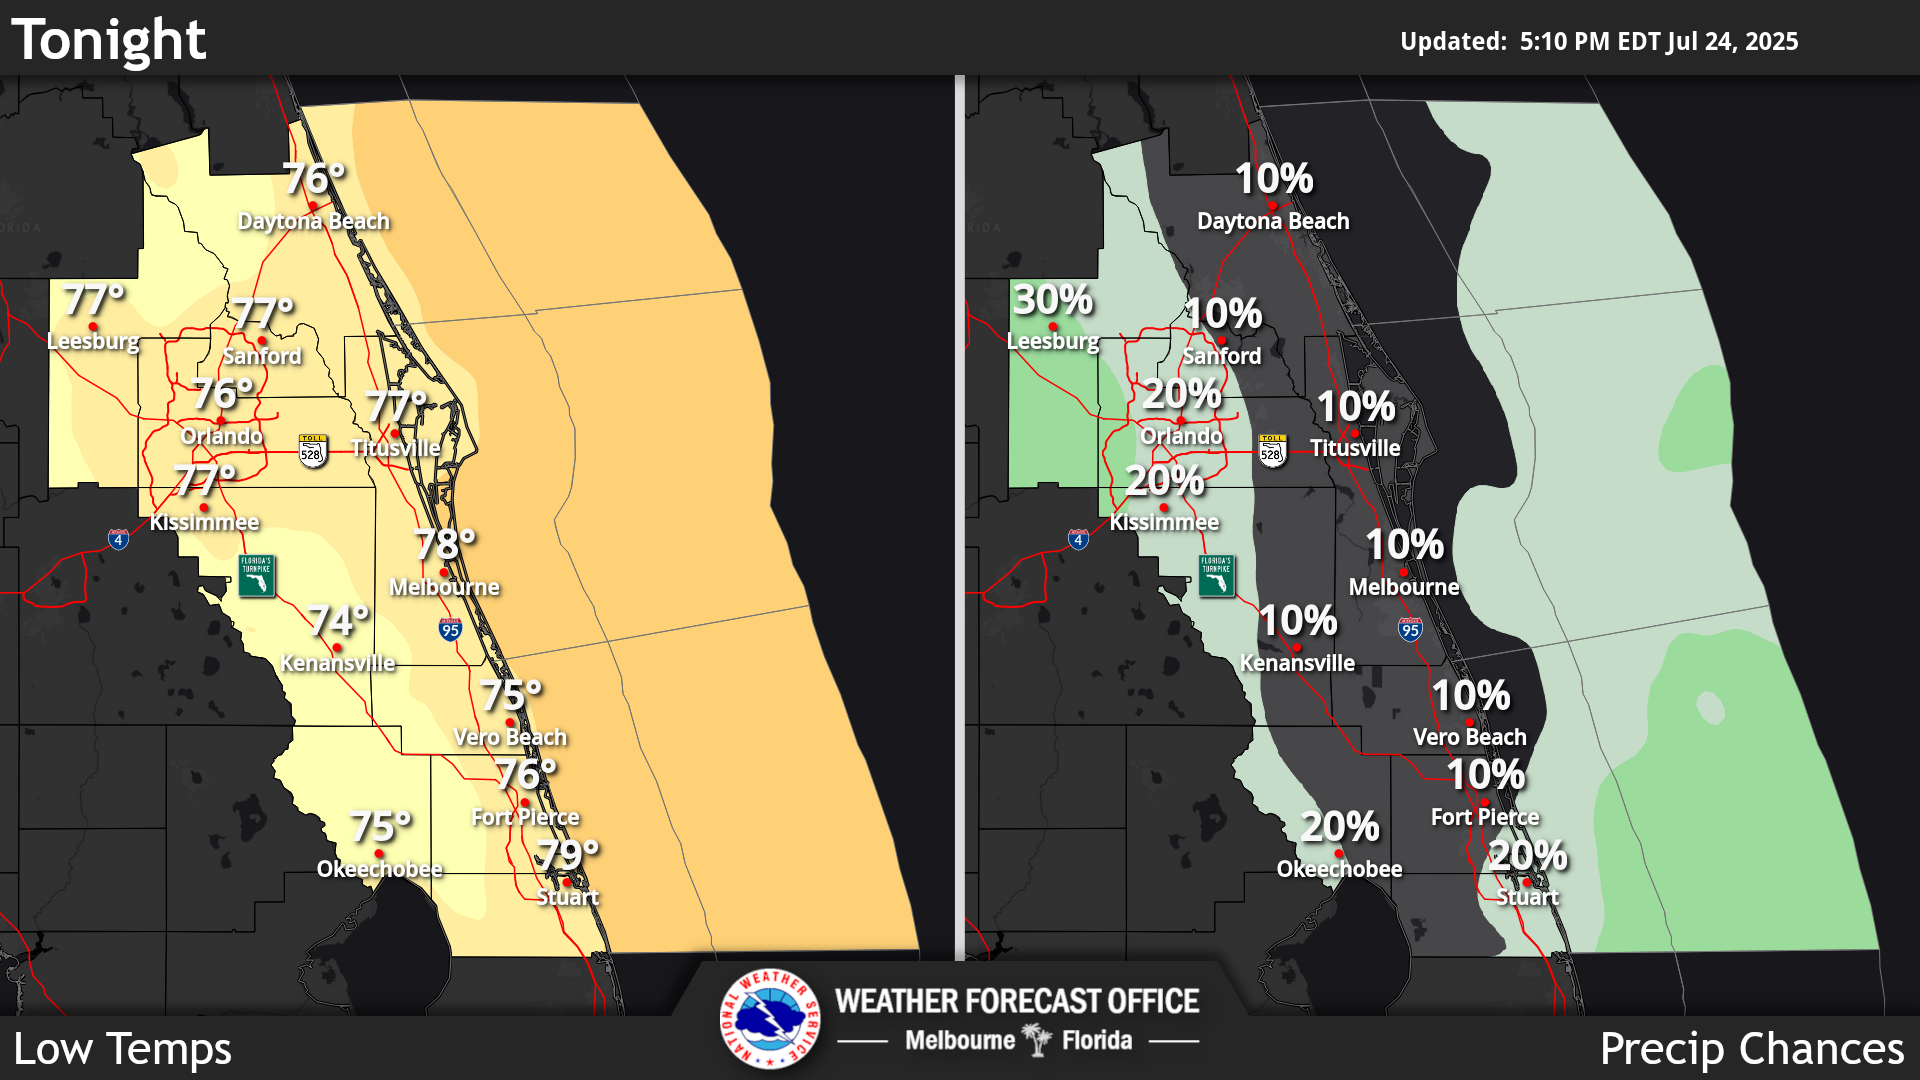 Tonight
Updated: 5:10 PM EDT Jul 24, 2025
76°
Daytona Beach
77°
Leesburg
77°
Sanford
76°
Orlando
77°
Titusville
TOLL
528
77°
Kissimmee
4
FLORIDA'S
TURNPIKE
78°
Melbourne
95
74°
Kenansville
75°
Vero Beach
76°
Fort Pierce
75°
Okeechobee
79°
Stuart
10%
Daytona Beach
30%
Leesburg
10%
Sanford
20%
Orlando
10%
Titusville
TOLL
528
20%
Kissimmee
4
FLORIDA'S
TURNPIKE
10%
Melbourne
95
10%
Kenansville
10%
Vero Beach
10%
Fort Pierce
20%
Okeechobee
20%
Stuart
NATIONAL WEATHER SERVICE
WEATHER FORECAST OFFICE
Melbourne Florida
Low Temps
Precip Chances